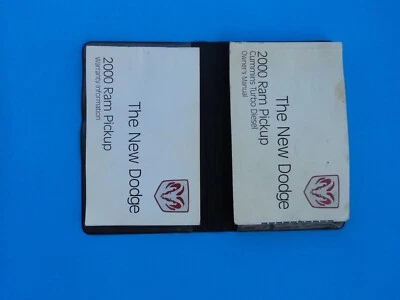 The New Dodge
2000 Ram Pickup
Warranty Information
The New Dodge
2000 Ram Pickup
Cummins Turbo Diesel
Owner's Manual